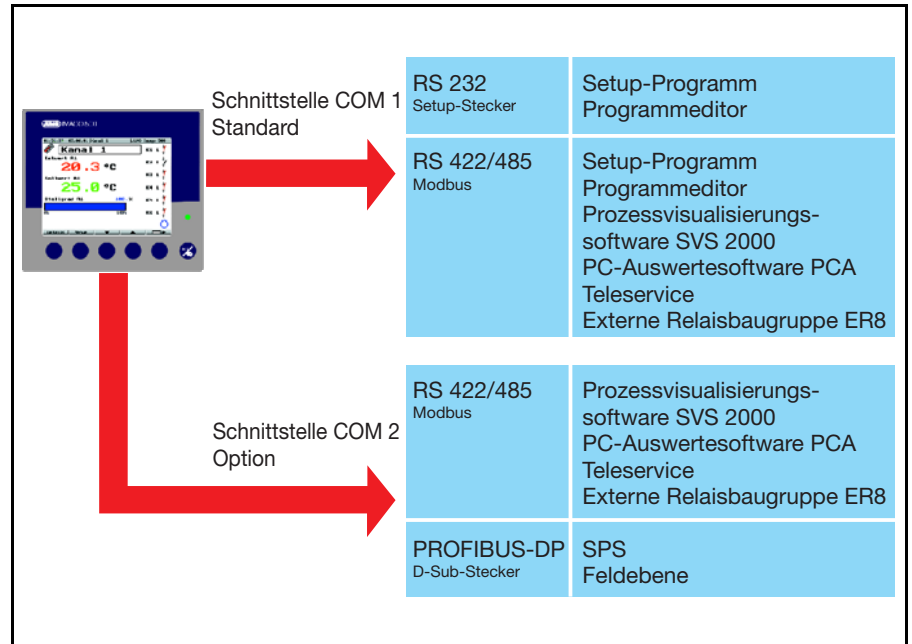 Schnittstelle COM 1
Standard
RS 232
Setup-Stecker
Setup-Programm
Programmeditor
RS 422/485
Modbus
Setup-Programm
Programmeditor
Prozessvisualisierungs-
software SVS 2000
PC-Auswertesoftware PCA
Teleservice
Externe Relaisbaugruppe ER8
Kanal 1
20.3 °C
25.0 °C
Schnittstelle COM 2
Option
RS 422/485
Modbus
Prozessvisualisierungs-
software SVS 2000
PC-Auswertesoftware PCA
Teleservice
Externe Relaisbaugruppe ER8
PROFIBUS-DP
D-Sub-Stecker
SPS
Feldebene